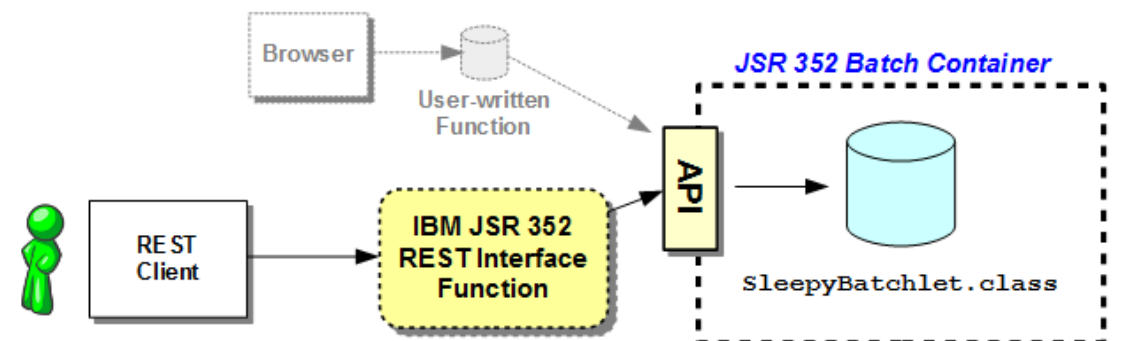 Browser
User-written
Function
JSR 352 Batch Container
API
REST
Client
IBM JSR 352
REST Interface
Function
SleepyBatchlet.class